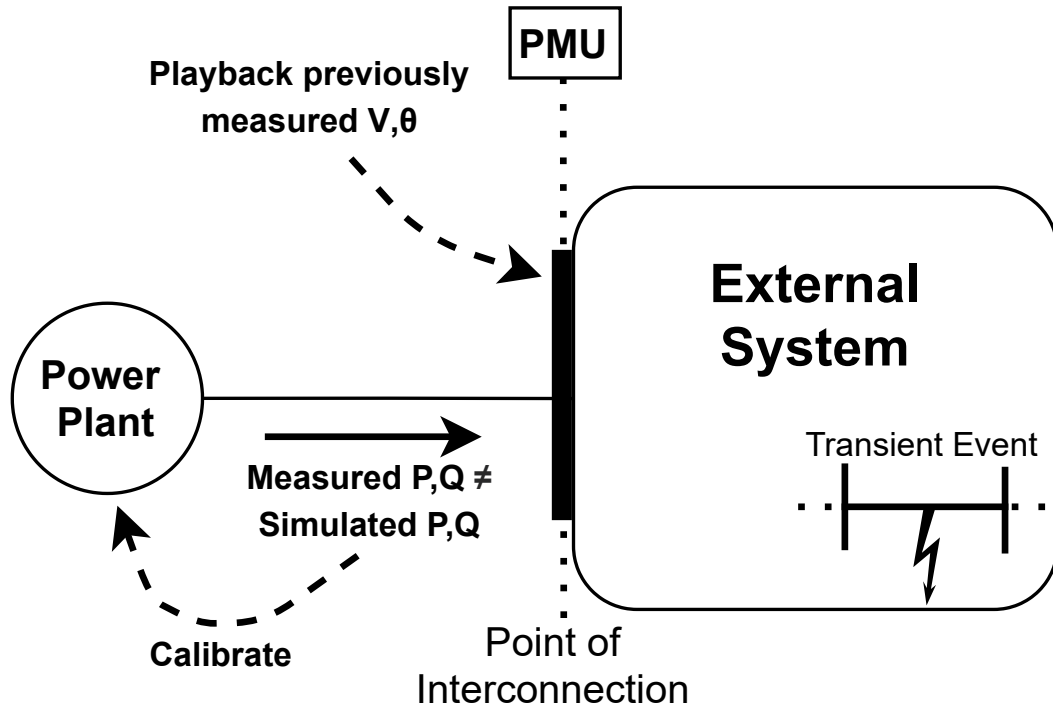 PMU
Playback previously
measured V,θ
External
System
Power
Plant
Transient Event
Measured P,Q ≠
Simulated P,Q
Calibrate
Point of
Interconnection